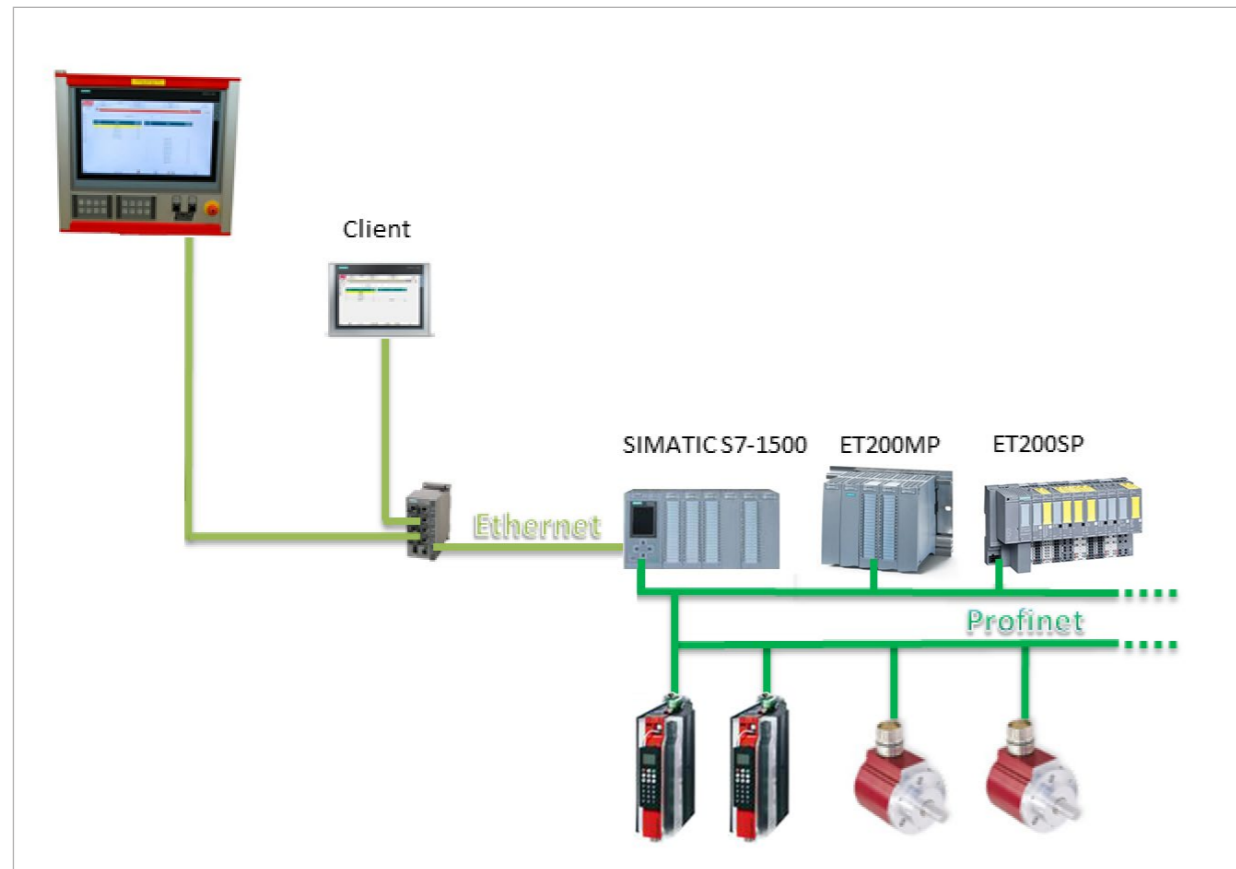 Client
SIMATIC S7-1500
ET200MP
ET200SP
Ethernet
Profinet